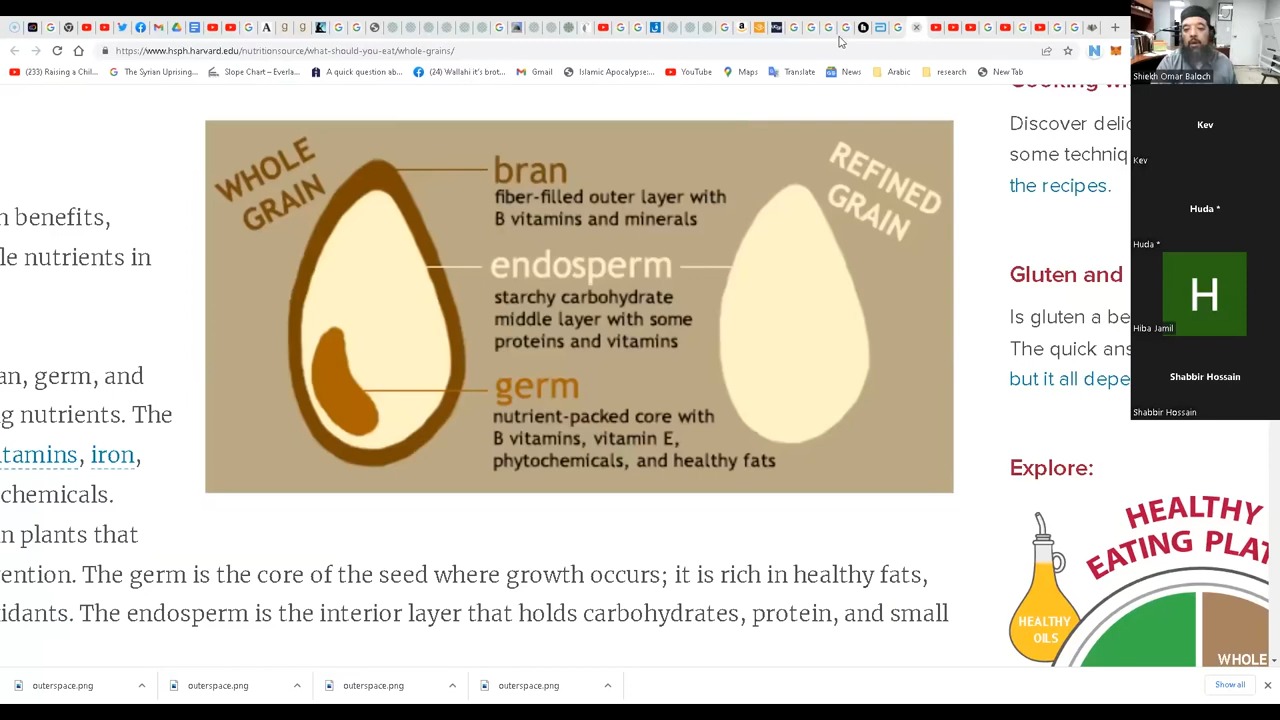 https://www.hsph.harvard.edu/nutritionsource/what-should-you-eat/whole-grains/
(233) Raising a Chil...
The Syrian Uprising...
Slope Chart – Everla...
A quick question ab...
(24) Wallahi it's brot...
Gmail
Islamic Apocalypse:...
YouTube
Maps
Translate
News
Arabic
research
New Tab
Shiekh Omar Baloch
Kev
Kev
Huda *
Huda *
H
Hiba Jamil
Shabbir Hossain
Shabbir Hossain
n benefits,
le nutrients in
an, germ, and
g nutrients. The
itamins, iron,
chemicals.
n plants that
ention. The germ is the core of the seed where growth occurs; it is rich in healthy fats,
idants. The endosperm is the interior layer that holds carbohydrates, protein, and small
WHOLE
GRAIN
bran
fiber-filled outer layer with
B vitamins and minerals
endosperm
starchy carbohydrate
middle layer with some
proteins and vitamins
germ
nutrient-packed core with
B vitamins, vitamin E,
phytochemicals, and healthy fats
REFINED
GRAIN
Discover deli
some techniq
the recipes.
Gluten and
Is gluten a be
The quick ans
but it all depe
Explore:
HEALTHY
EATING PLAT
HEALTHY
OILS
WHOLE
outerspace.png
outerspace.png
outerspace.png
outerspace.png
Show all